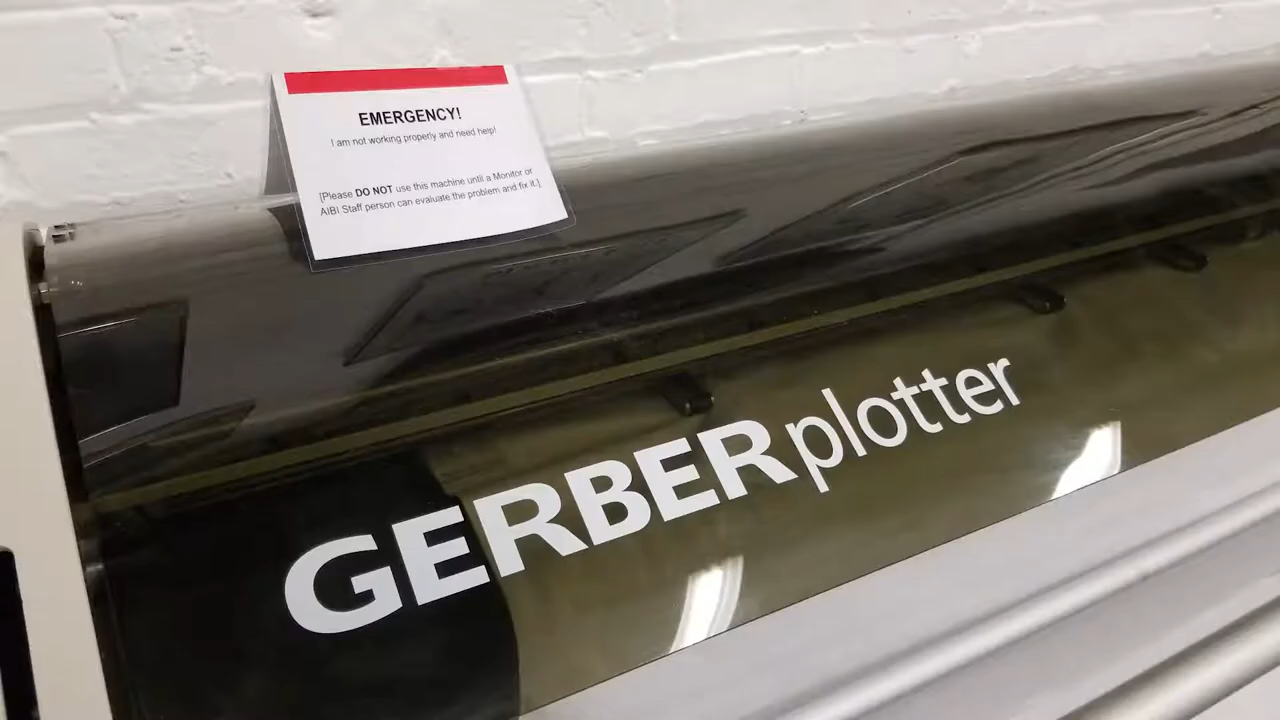 EMERGENCY!
I am not working properly and need help!
[Please DO NOT use this machine until a Monitor or
AIBI Staff person can evaluate the problem and fix it.]
GERBERplotter